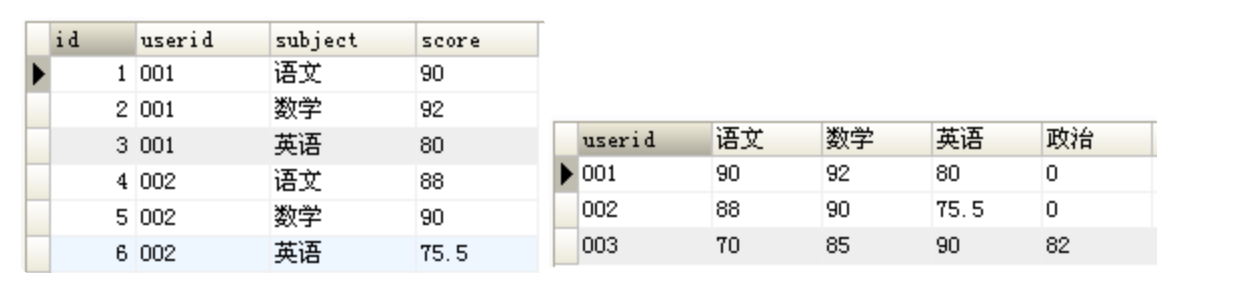 id userid subject score
1 001 语文 90
2 001 数学 92
3 001 英语 80
4 002 语文 88
5 002 数学 90
6 002 英语 75.5
userid 语文 数学 英语 政治
001 90 92 80 0
002 88 90 75.5 0
003 70 85 90 82